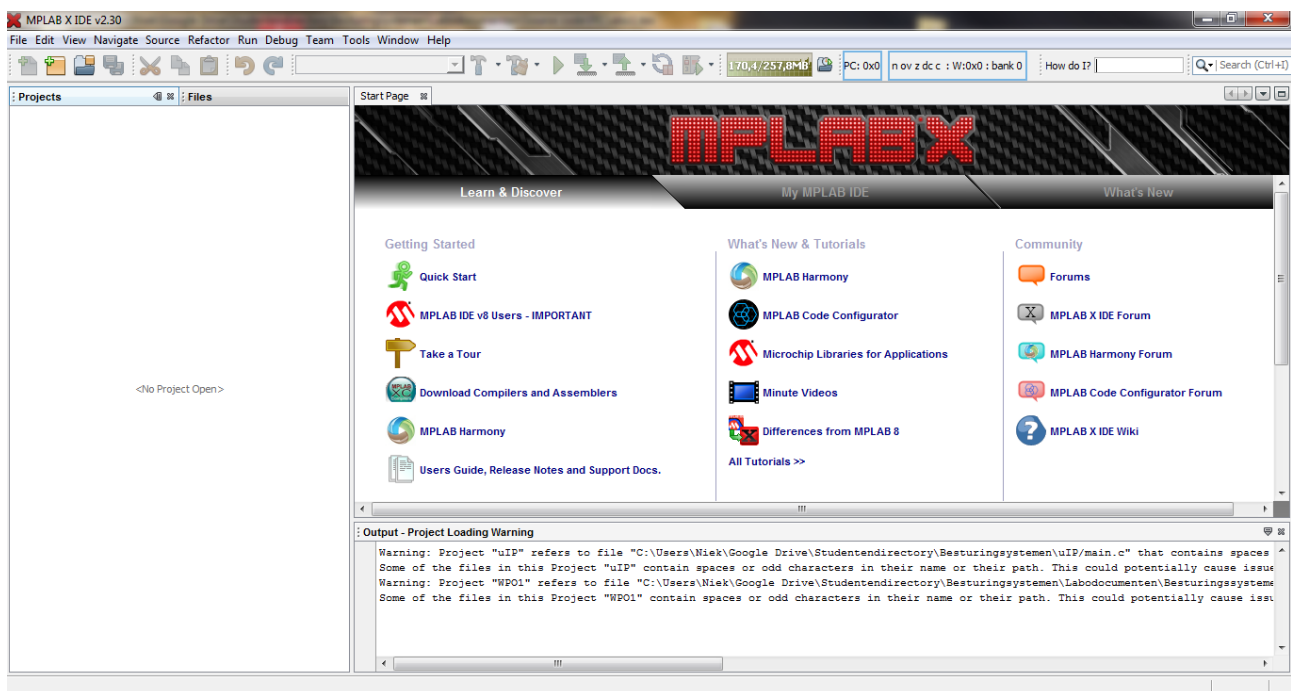 MPLAB X IDE v2.30
File Edit View Navigate Source Refactor Run Debug Team Tools Window Help
170,4/257,8MB PC: 0x0 n ov z dc c : W:0x0 : bank 0 How do I? Search (Ctrl+I)
Projects Files
Start Page
MPLAB X
Learn & Discover My MPLAB IDE What's New
Getting Started
Quick Start
MPLAB IDE v8 Users - IMPORTANT
Take a Tour
Download Compilers and Assemblers
MPLAB Harmony
Users Guide, Release Notes and Support Docs.
What's New & Tutorials
MPLAB Harmony
MPLAB Code Configurator
Microchip Libraries for Applications
Minute Videos
Differences from MPLAB 8
All Tutorials >>
Community
Forums
MPLAB X IDE Forum
MPLAB Harmony Forum
MPLAB Code Configurator Forum
MPLAB X IDE Wiki
<No Project Open>
Output - Project Loading Warning
Warning: Project "uIP" refers to file "C:\Users\Niek\Google Drive\Studentendirectory\Besturingsystemen\uIP/main.c" that contains spaces
Some of the files in this Project "uIP" contain spaces or odd characters in their name or their path. This could potentially cause issue
Warning: Project "WPO1" refers to file "C:\Users\Niek\Google Drive\Studentendirectory\Besturingsystemen\Labodocumenten\Besturingssysteme
Some of the files in this Project "WPO1" contain spaces or odd characters in their name or their path. This could potentially cause issu